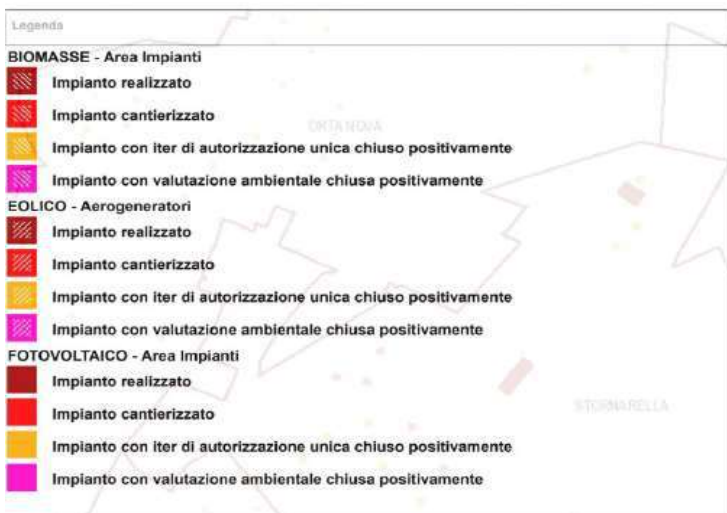 Legenda
BIOMASSE - Area Impianti
Impianto realizzato
Impianto cantierizzato
ORTA NOVA
Impianto con iter di autorizzazione unica chiuso positivamente
Impianto con valutazione ambientale chiusa positivamente
EOLICO - Aerogeneratori
Impianto realizzato
Impianto cantierizzato
Impianto con iter di autorizzazione unica chiuso positivamente
Impianto con valutazione ambientale chiusa positivamente
FOTOVOLTAICO - Area Impianti
Impianto realizzato
STORNARELLA
Impianto cantierizzato
Impianto con iter di autorizzazione unica chiuso positivamente
Impianto con valutazione ambientale chiusa positivamente